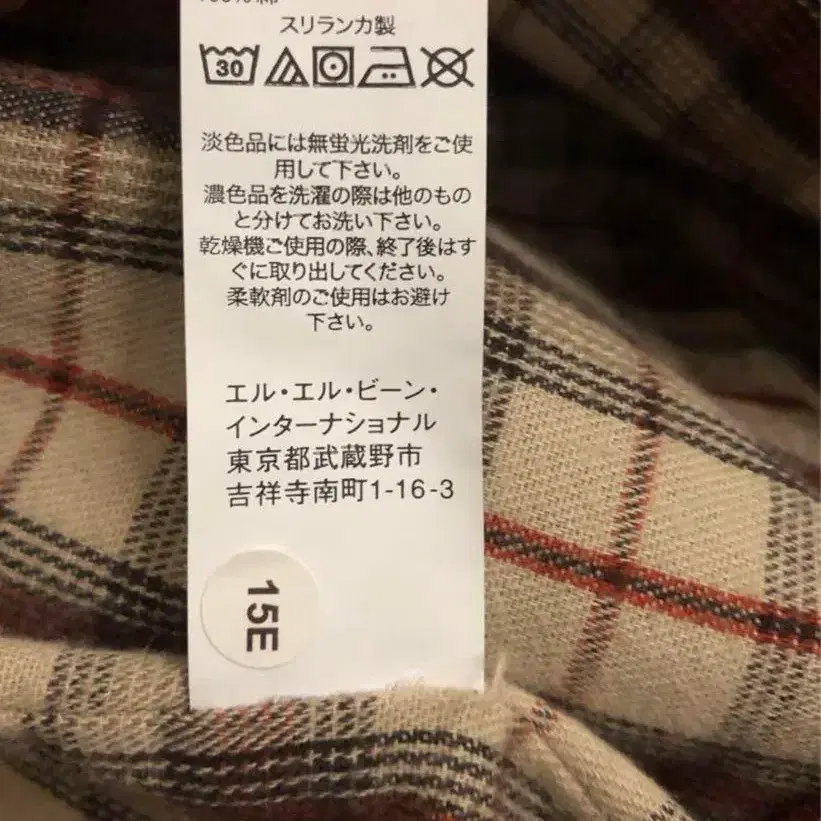 スリランカ製
30
淡色品には無蛍光洗剤をご使
用して下さい。
濃色品を洗濯の際は他のもの
と分けてお洗い下さい。
乾燥機ご使用の際、終了後はす
ぐに取り出してください。
柔軟剤のご使用はお避け
下さい。
エル・エル・ビーン・
インターナショナル
東京都武蔵野市
吉祥寺南町1-16-3
15E